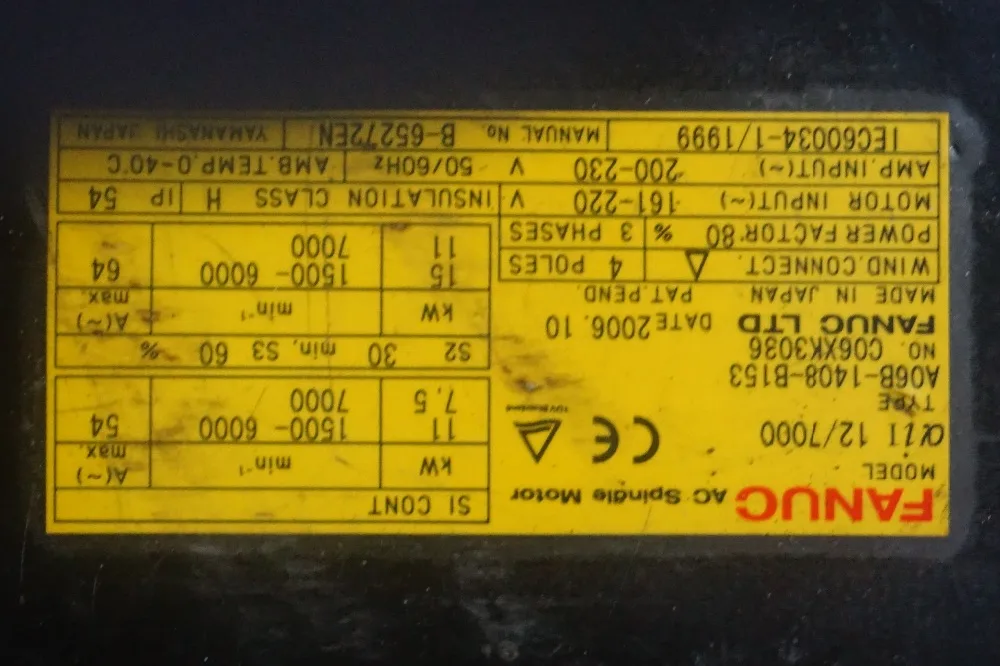 FANUC AC Spindle Motor
MODEL
αiI 12/7000
TYPE
A06B-1408-B153
NO. C06XK3036
FANUC LTD DATE 2006.10
MADE IN JAPAN PAT.PEND.
WIND.CONNECT. △ 4 POLES
POWER FACTOR 80 % 3 PHASES
MOTOR INPUT(~) 161-220 V
AMP.INPUT(~) 200-230 V 50/60Hz AMB.TEMP.0-40°C
IEC60034-1/1999 MANUAL No. B-65272EN YAMANASHI JAPAN
S1 CONT
kW min⁻¹ A(~) max.
11 1500-6000 54
7.5 7000
S2 30 min, S3 60 %
kW min⁻¹ A(~) max.
15 1500-6000 64
11 7000
INSULATION CLASS H IP 54